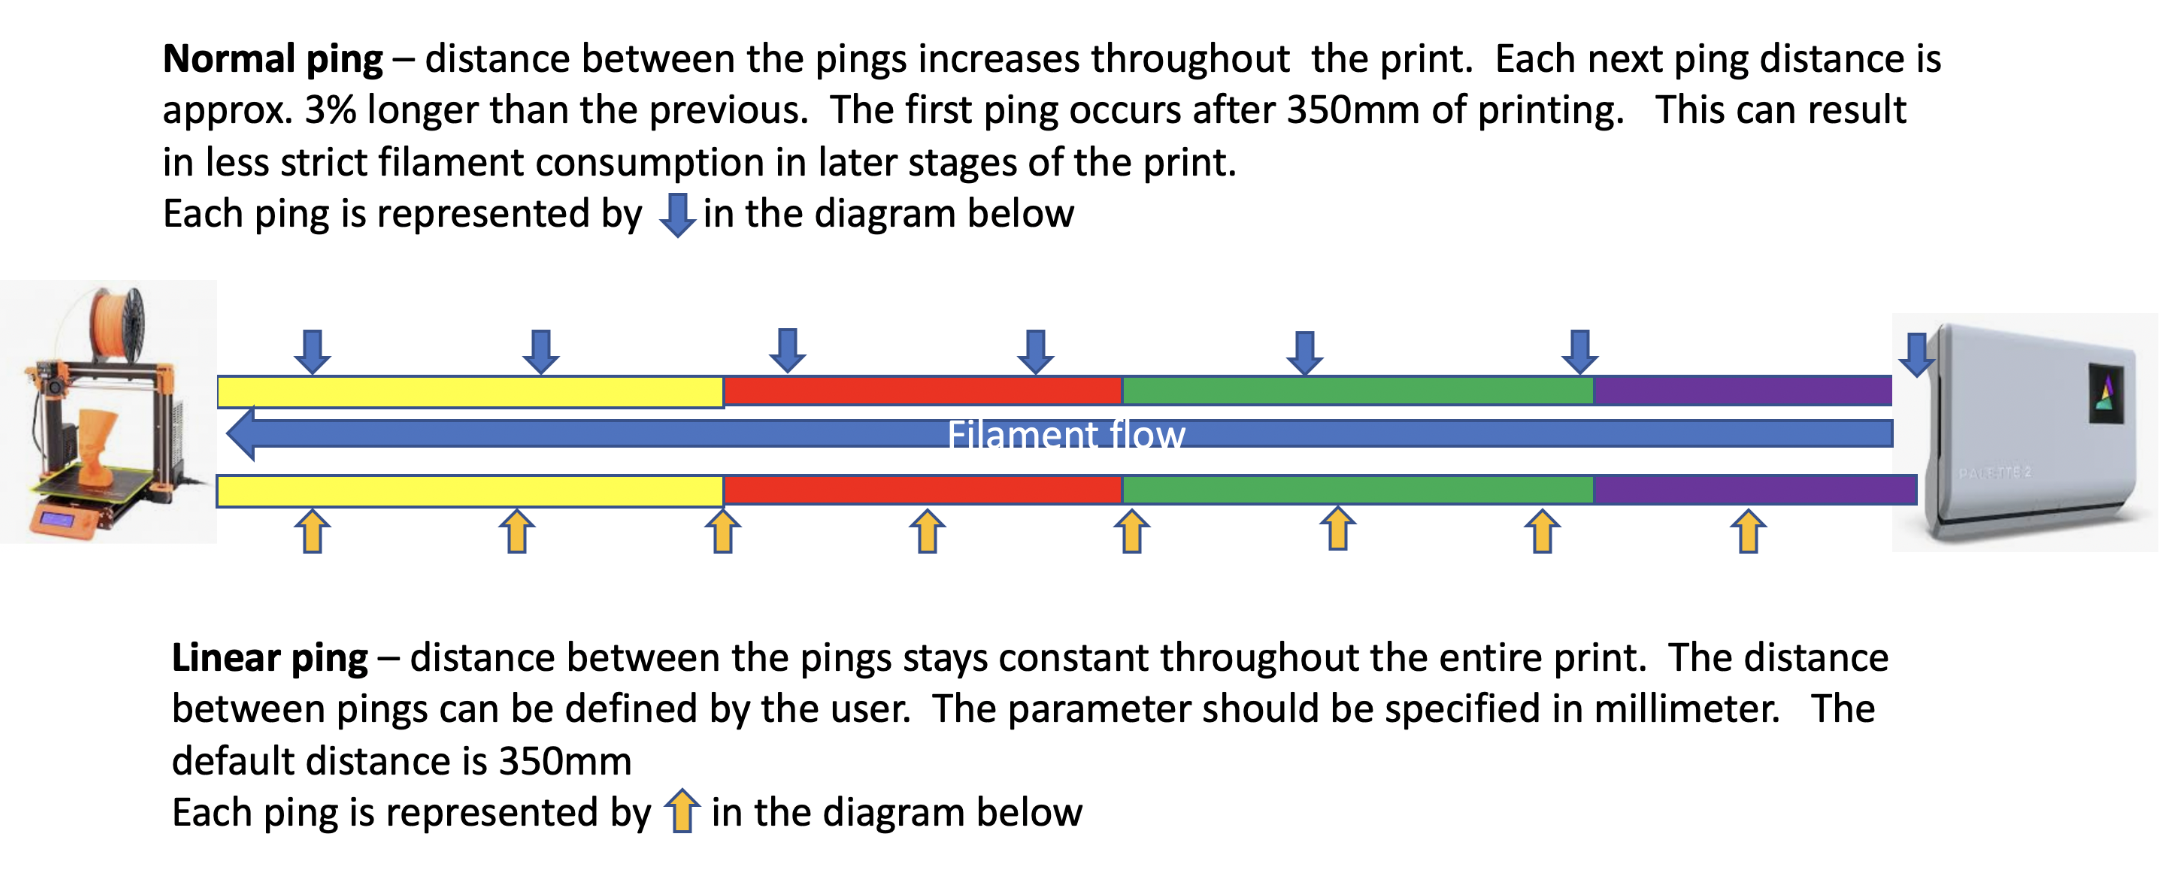 Normal ping – distance between the pings increases throughout  the print.  Each next ping distance is
approx. 3% longer than the previous.  The first ping occurs after 350mm of printing.   This can result
in less strict filament consumption in later stages of the print.
Each ping is represented by in the diagram below
Filament flow
PALETTE 2
Linear ping – distance between the pings stays constant throughout the entire print.  The distance
between pings can be defined by the user.  The parameter should be specified in millimeter.   The
default distance is 350mm
Each ping is represented by in the diagram below